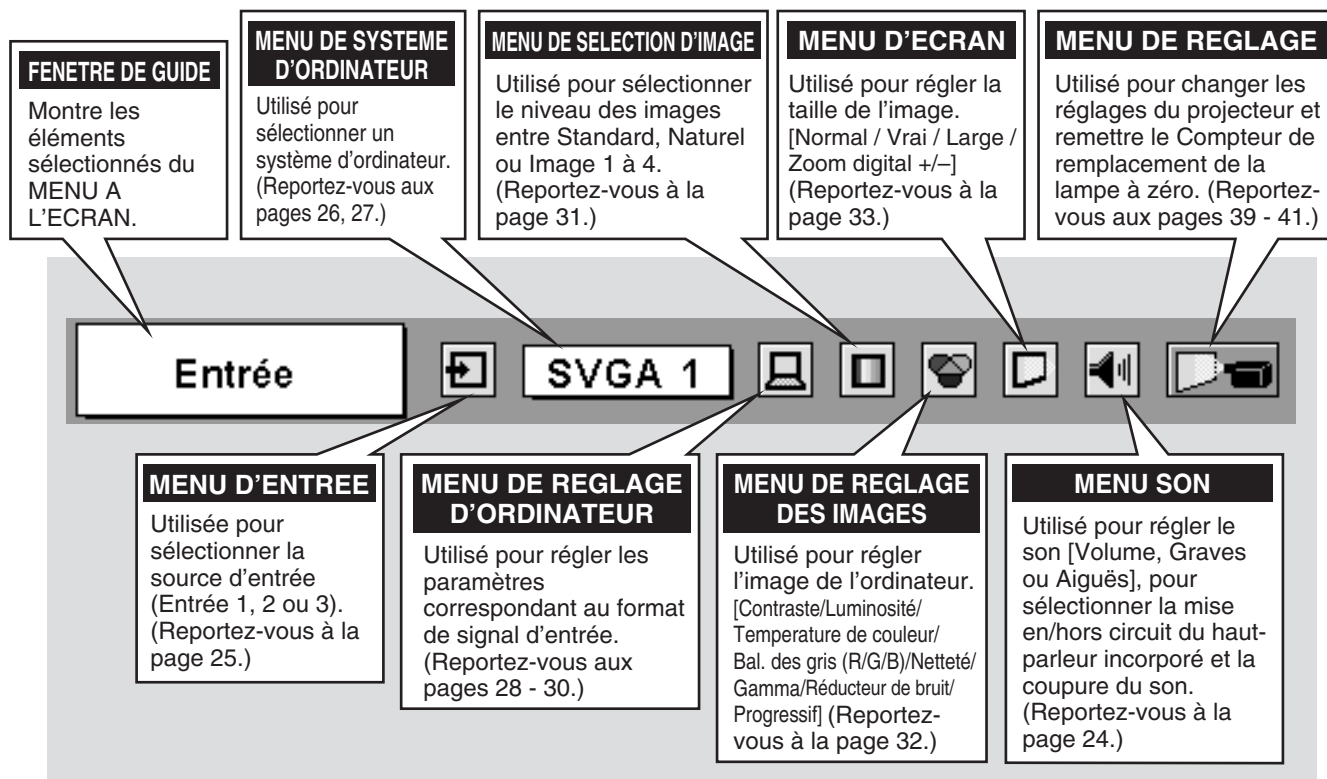 FENETRE DE GUIDE
Montre les
éléments
sélectionnés du
MENU A
L'ECRAN.
MENU DE SYSTEME
D'ORDINATEUR
Utilisé pour
sélectionner un
système d'ordinateur.
(Reportez-vous aux
pages 26, 27.)
MENU DE SELECTION D'IMAGE
Utilisé pour sélectionner
le niveau des images
entre Standard, Naturel
ou Image 1 à 4.
(Reportez-vous à la
page 31.)
MENU D'ECRAN
Utilisé pour régler la
taille de l'image.
[Normal / Vrai / Large /
Zoom digital +/–]
(Reportez-vous à la
page 33.)
MENU DE REGLAGE
Utilisé pour changer les
réglages du projecteur et
remettre le Compteur de
remplacement de la
lampe à zéro. (Reportez-
vous aux pages 39 - 41.)
Entrée
SVGA 1
MENU D'ENTREE
Utilisée pour
sélectionner la
source d'entrée
(Entrée 1, 2 ou 3).
(Reportez-vous à la
page 25.)
MENU DE REGLAGE
D'ORDINATEUR
Utilisé pour régler les
paramètres
correspondant au format
de signal d'entrée.
(Reportez-vous aux
pages 28 - 30.)
MENU DE REGLAGE
DES IMAGES
Utilisé pour régler
l'image de l'ordinateur.
[Contraste/Luminosité/
Temperature de couleur/
Bal. des gris (R/G/B)/Netteté/
Gamma/Réducteur de bruit/
Progressif] (Reportez-
vous à la page 32.)
MENU SON
Utilisé pour régler le
son [Volume, Graves
ou Aiguës], pour
sélectionner la mise
en/hors circuit du haut-
parleur incorporé et la
coupure du son.
(Reportez-vous à la
page 24.)